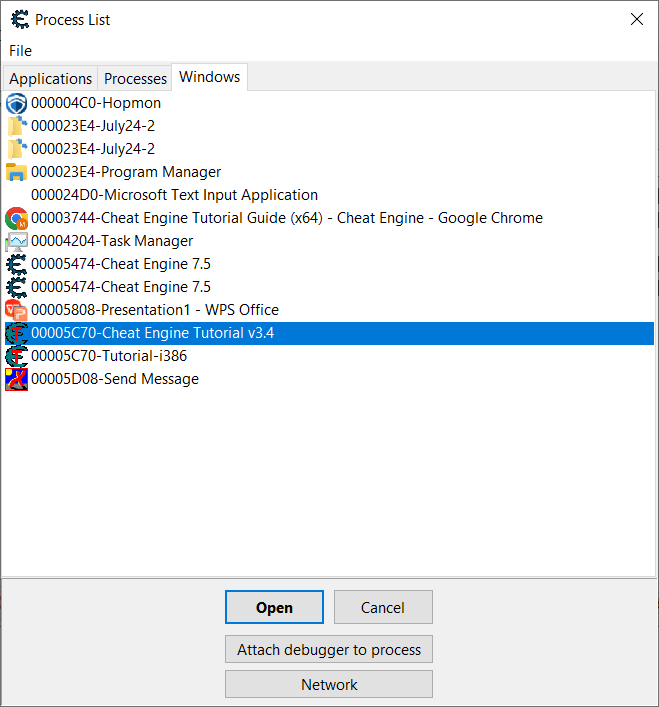 Process List
File
Applications Processes Windows
000004C0-Hopmon
000023E4-July24-2
000023E4-July24-2
000023E4-Program Manager
000024D0-Microsoft Text Input Application
00003744-Cheat Engine Tutorial Guide (x64) - Cheat Engine - Google Chrome
00004204-Task Manager
00005474-Cheat Engine 7.5
00005474-Cheat Engine 7.5
00005808-Presentation1 - WPS Office
00005C70-Cheat Engine Tutorial v3.4
00005C70-Tutorial-i386
00005D08-Send Message
Open Cancel
Attach debugger to process
Network